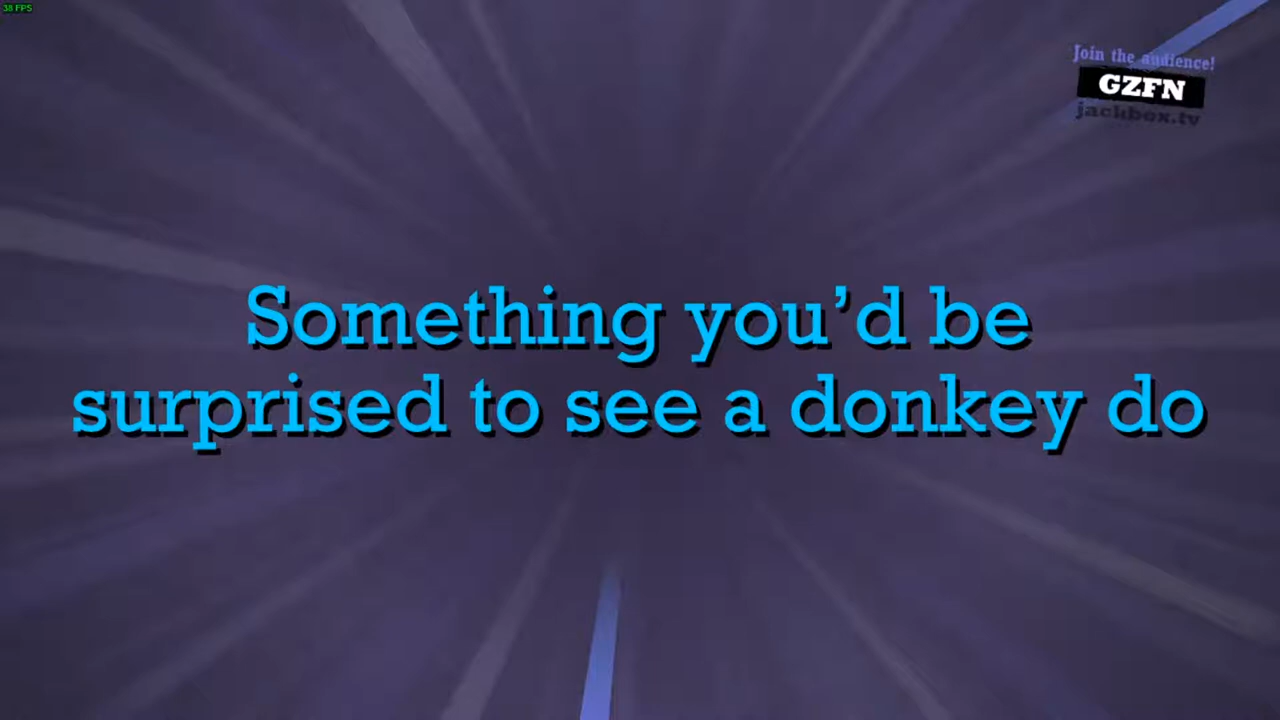 38 FPS
Join the audience!
GZFN
jackbox.tv
Something you’d be
surprised to see a donkey do